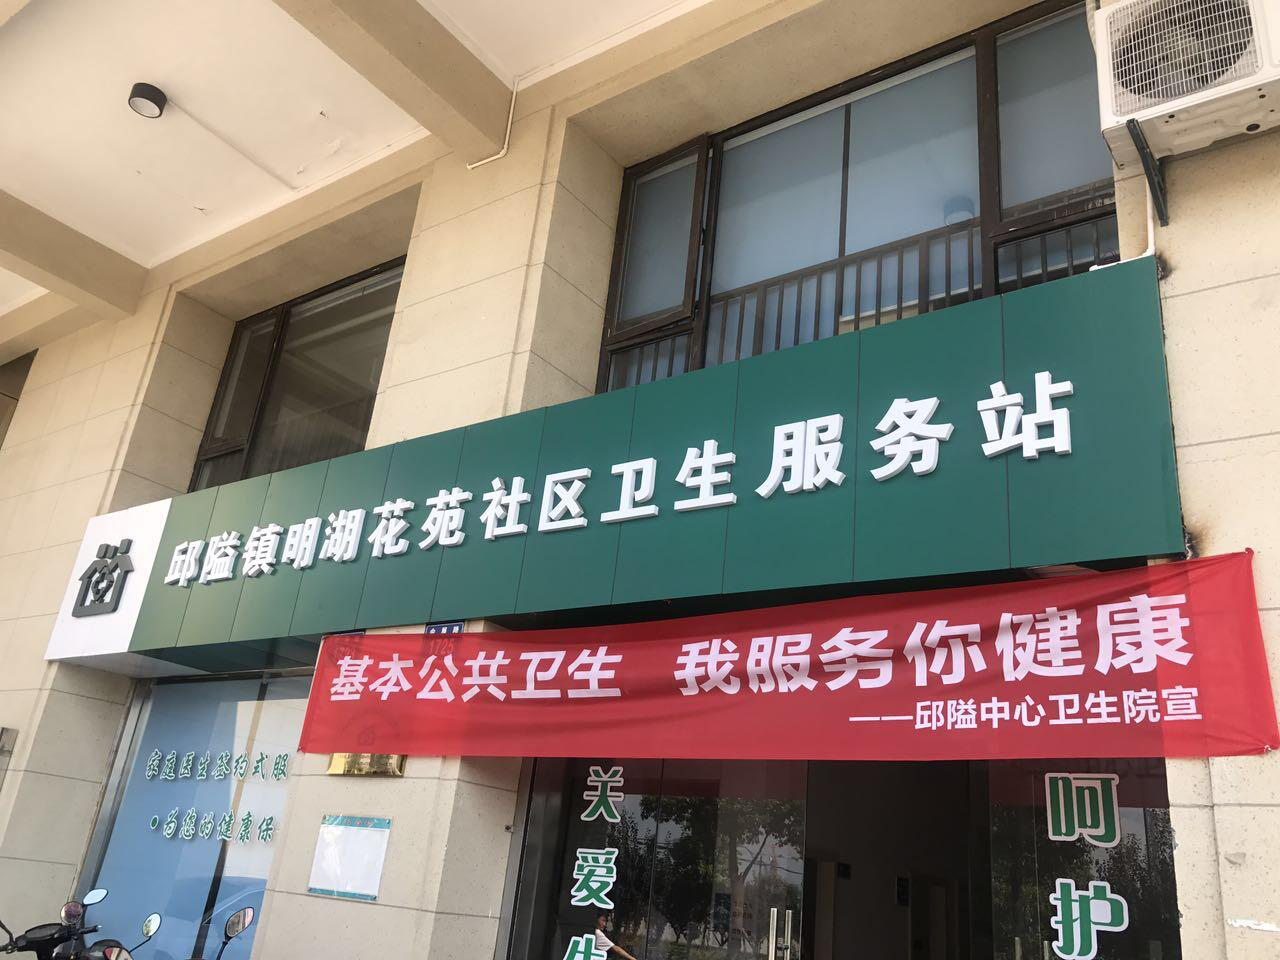 邱隘镇明湖花苑社区卫生服务站
基本公共卫生 我服务你健康
——邱隘中心卫生院宣
家庭医生签约式服
•为您的健康保
关爱生
呵护